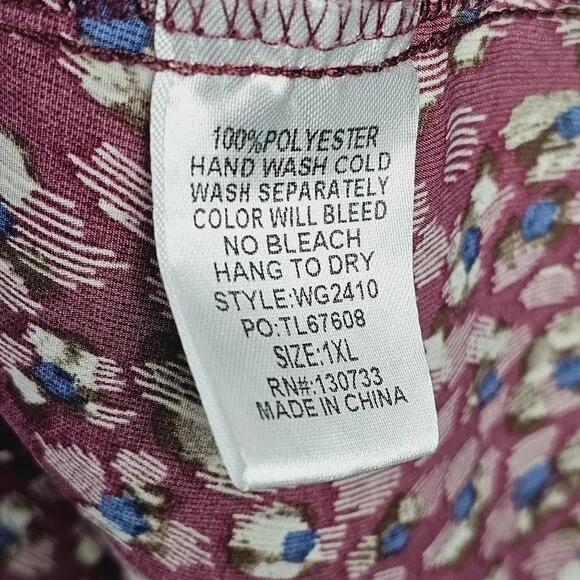 100%POLYESTER
HAND WASH COLD
WASH SEPARATELY
COLOR WILL BLEED
NO BLEACH
HANG TO DRY
STYLE:WG2410
PO:TL67608
SIZE:1XL
RN#:130733
MADE IN CHINA